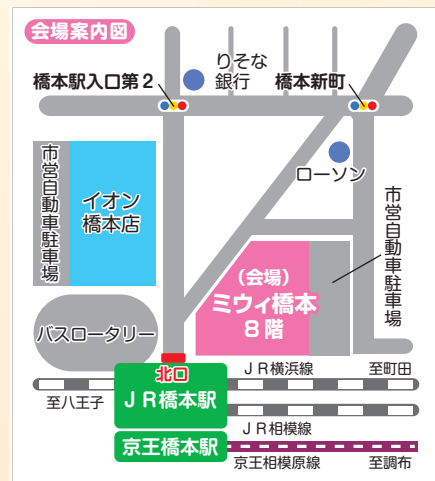 会場案内図
りそな
銀行
橋本駅入口第2
橋本新町
ローソン
市営自動車駐車場
イオン
橋本店
市営自動車駐車場
(会場)
ミウィ橋本
8階
バスロータリー
北口
JR横浜線
至町田
至八王子
JR橋本駅
JR相模線
京王橋本駅
京王相模原線
至調布